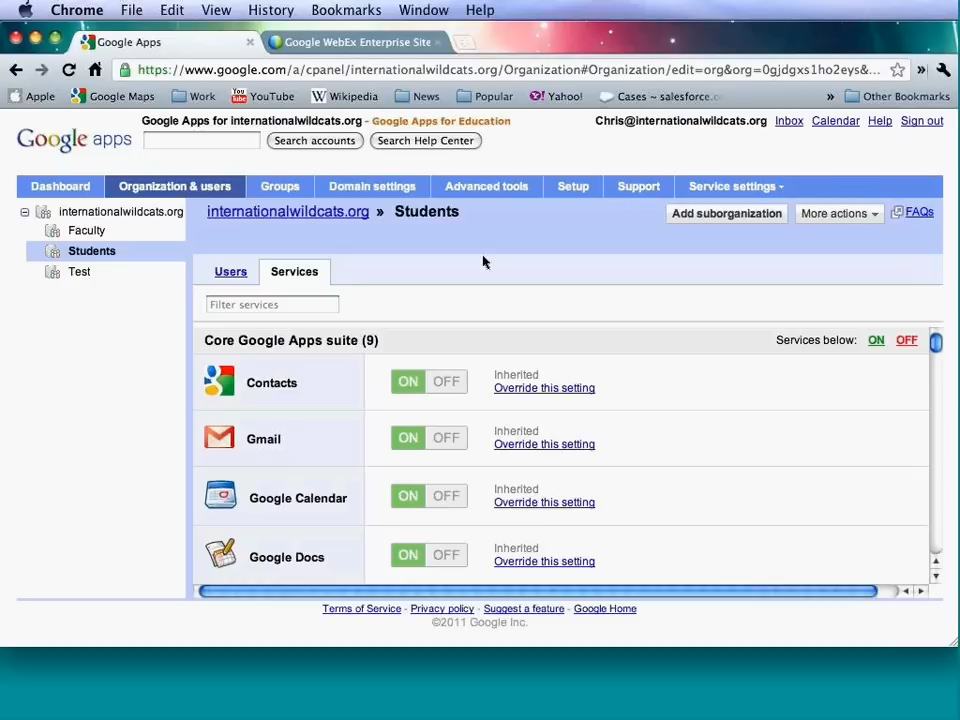 Chrome File Edit View History Bookmarks Window Help
Google Apps Google WebEx Enterprise Site
https://www.google.com/a/cpanel/internationalwildcats.org/Organization#Organization/edit=org&org=0gjdgxs1ho2eys&...
Apple Google Maps Work YouTube Wikipedia News Popular Yahoo! Cases ~ salesforce.co » Other Bookmarks
Google Apps for internationalwildcats.org - Google Apps for Education Chris@internationalwildcats.org Inbox Calendar Help Sign out
Google apps Search accounts Search Help Center
Dashboard Organization & users Groups Domain settings Advanced tools Setup Support Service settings
internationalwildcats.org internationalwildcats.org » Students Add suborganization More actions FAQs
Faculty
Students
Test
Users Services
Filter services
Core Google Apps suite (9) Services below: ON OFF
Contacts ON OFF Inherited
Override this setting
Gmail ON OFF Inherited
Override this setting
Google Calendar ON OFF Inherited
Override this setting
Google Docs ON OFF Inherited
Override this setting
Terms of Service - Privacy policy - Suggest a feature - Google Home
©2011 Google Inc.